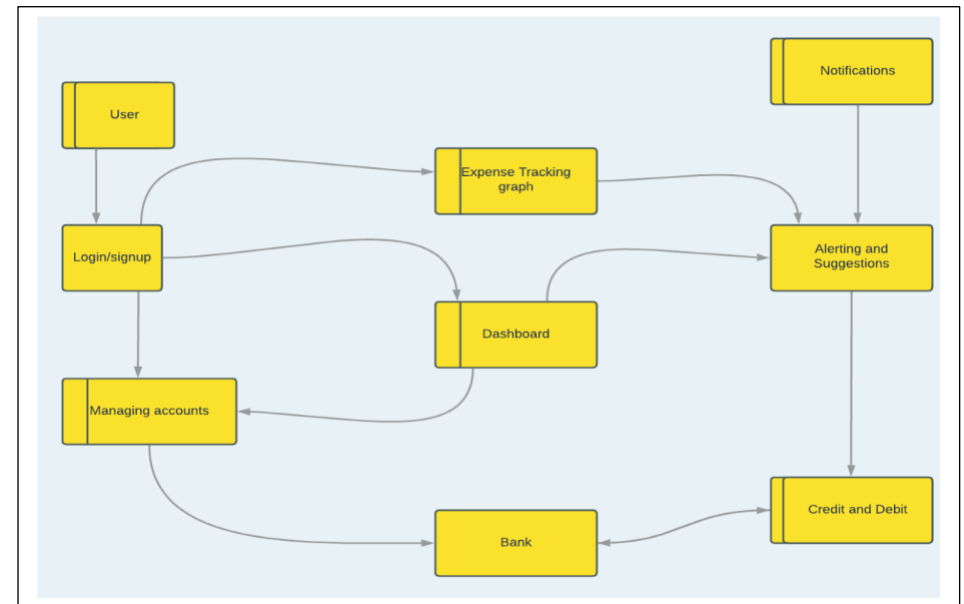 Notifications
User
Expense Tracking
graph
Login/signup
Alerting and
Suggestions
Dashboard
Managing accounts
Credit and Debit
Bank